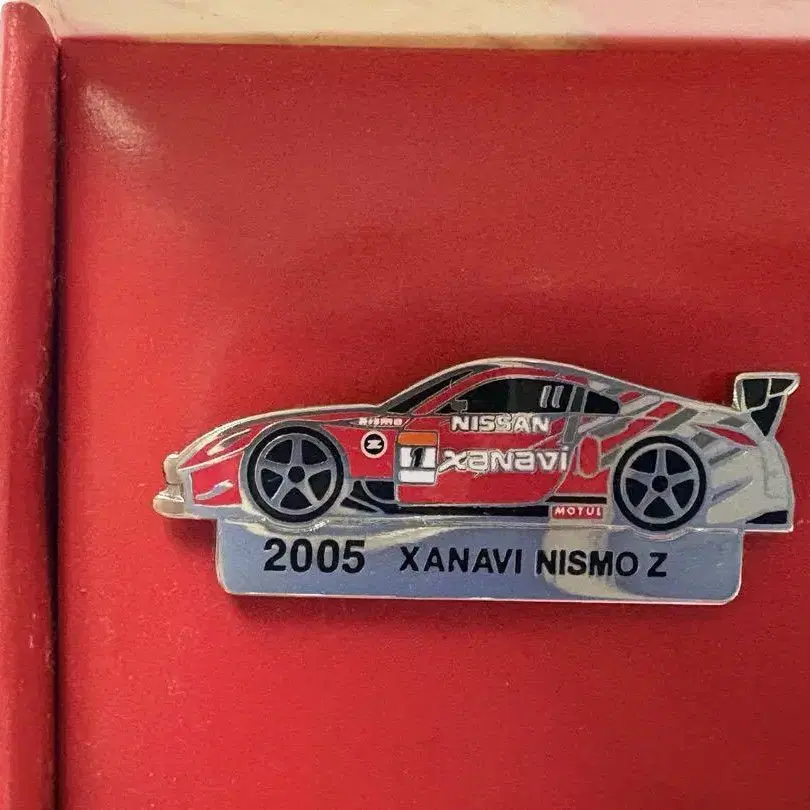 nismo
NISSAN
Z
1
xanavi
MOTUL
2005 XANAVI NISMO Z